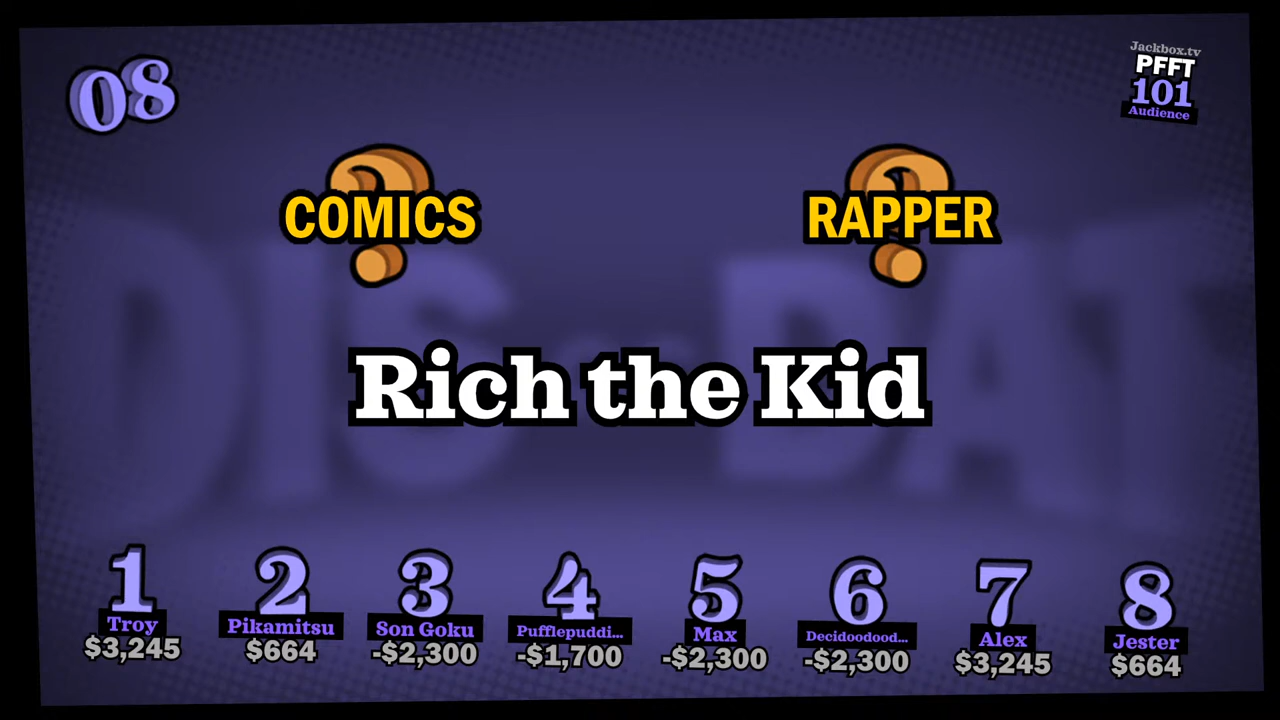 08
Jackbox.tv
PFFT
101
Audience
?
?
COMICS
RAPPER
DIS DAT
Rich the Kid
1
2
3
4
5
6
7
8
Troy
Pikamitsu
Son Goku
Pufflepuddi...
Max
Decidoodood...
Alex
Jester
$3,245
$664
-$2,300
-$1,700
-$2,300
-$2,300
$3,245
$664